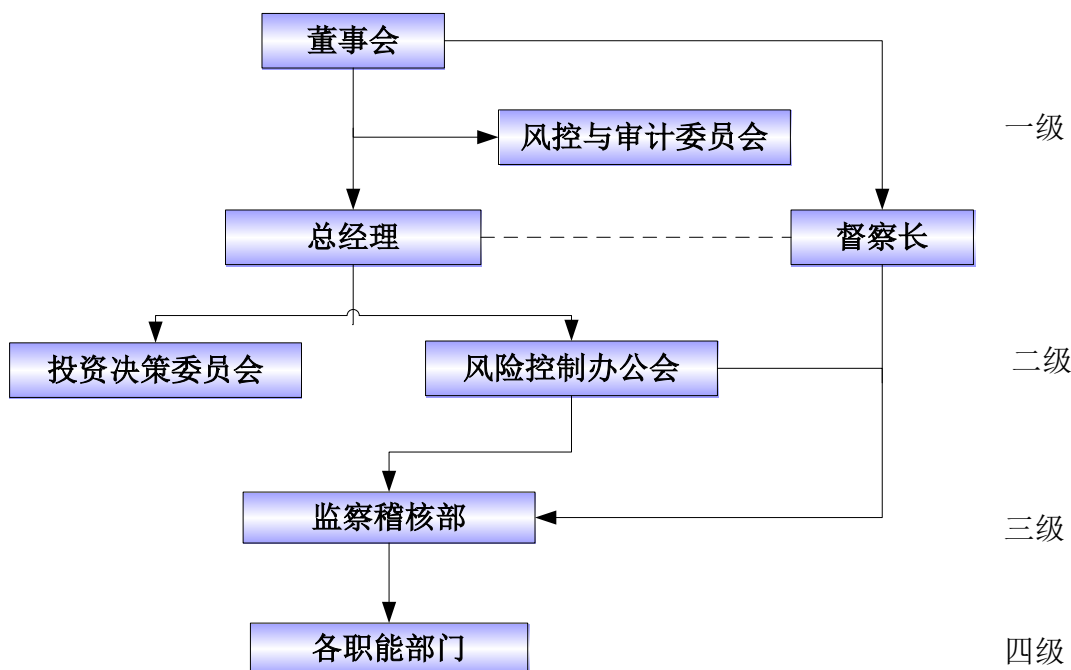 董事会
风控与审计委员会
一级
总经理
督察长
投资决策委员会
风险控制办公会
二级
监察稽核部
三级
各职能部门
四级